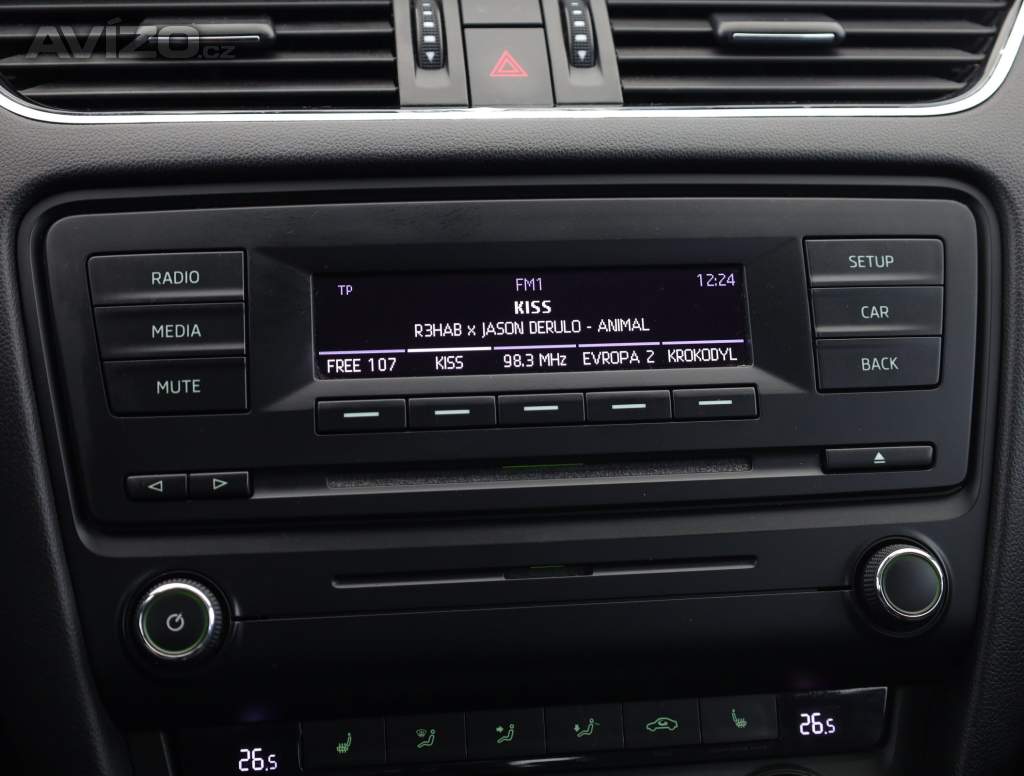 AVÍZO.cz
RADIO
MEDIA
MUTE
TP FM1 12:24
KISS
R3HAB x JASON DERULO - ANIMAL
FREE 107 KISS 98.3 MHz EVROPA 2 KROKODYL
SETUP
CAR
BACK
26.5
26.5